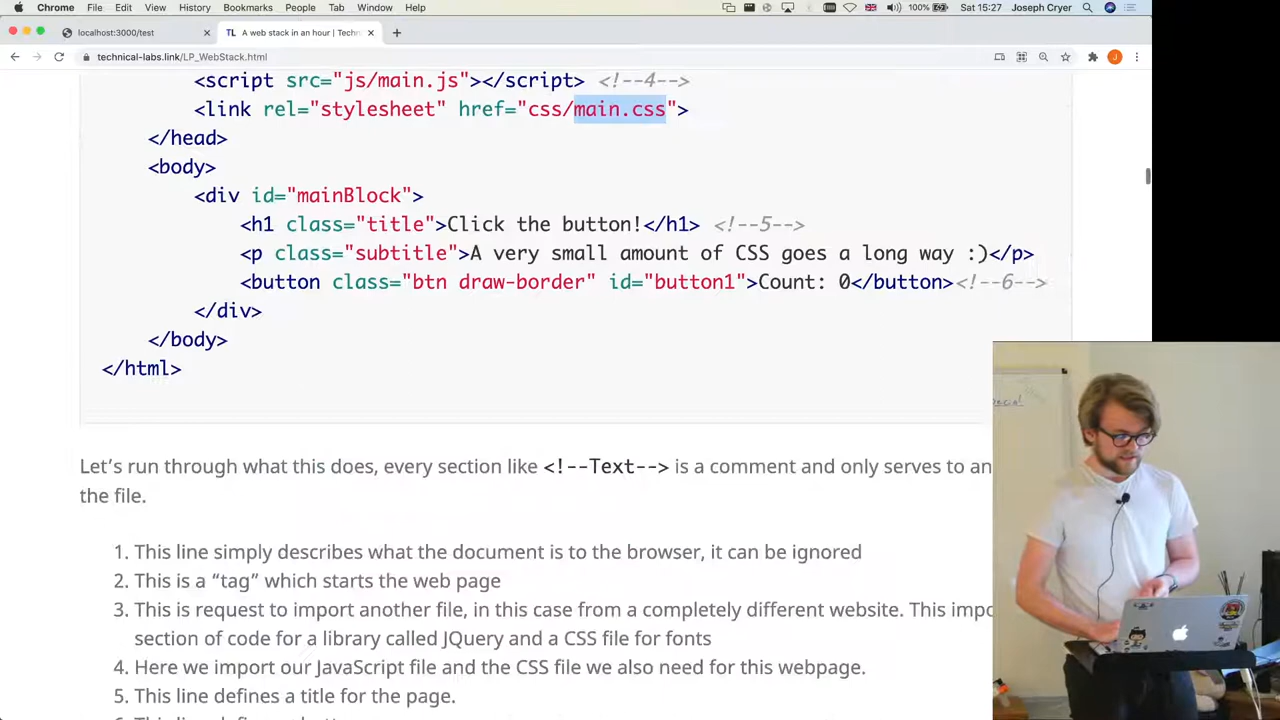 Chrome File Edit View History Bookmarks People Tab Window Help 100% Sat 15:27 Joseph Cryer
localhost:3000/test × TL A web stack in an hour | Techn × +
technical-labs.link/LP_WebStack.html J
<script src="js/main.js"></script> <!--4-->
<link rel="stylesheet" href="css/main.css">
</head>
<body>
<div id="mainBlock">
<h1 class="title">Click the button!</h1> <!--5-->
<p class="subtitle">A very small amount of CSS goes a long way :)</p>
<button class="btn draw-border" id="button1">Count: 0</button><!--6-->
</div>
</body>
</html>
Let's run through what this does, every section like <!--Text--> is a comment and only serves to an
the file.
1. This line simply describes what the document is to the browser, it can be ignored
2. This is a “tag” which starts the web page
3. This is request to import another file, in this case from a completely different website. This impo
section of code for a library called JQuery and a CSS file for fonts
4. Here we import our JavaScript file and the CSS file we also need for this webpage.
5. This line defines a title for the page.